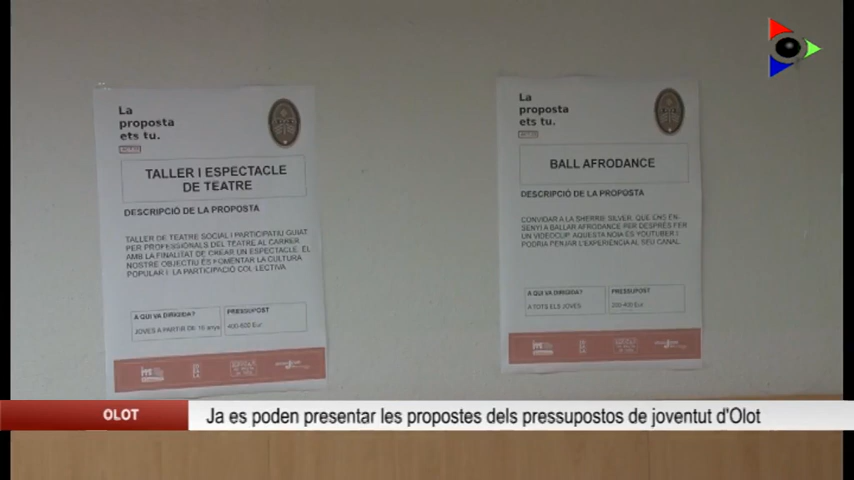 La
proposta
ets tu.
TALLER I ESPECTACLE
DE TEATRE
DESCRIPCIÓ DE LA PROPOSTA
TALLER DE TEATRE SOCIAL I PARTICIPATIU GUIAT
PER PROFESSIONALS DEL TEATRE AL CARRER
AMB LA FINALITAT DE CREAR UN ESPECTACLE. EL
NOSTRE OBJECTIU ÉS FOMENTAR LA CULTURA
POPULAR I LA PARTICIPACIÓ COL·LECTIVA
A QUI VA DIRIGIDA?
JOVES A PARTIR DE 16 anys
PRESSUPOST
Eur
La
proposta
ets tu.
BALL AFRODANCE
DESCRIPCIÓ DE LA PROPOSTA
CONVIDAR A LA SHERRIE SILVER, QUE ENS EN-
SENYI A BALLAR AFRODANCE PER DESPRÉS FER
UN VIDEOCLIP. AQUESTA NOIA ÉS YOUTUBER I
PODRIA PENJAR L'EXPERIÈNCIA AL SEU CANAL.
A QUI VA DIRIGIDA?
A TOTS ELS JOVES
PRESSUPOST
200-400 Eur
OLOT
Ja es poden presentar les propostes dels pressupostos de joventut d'Olot